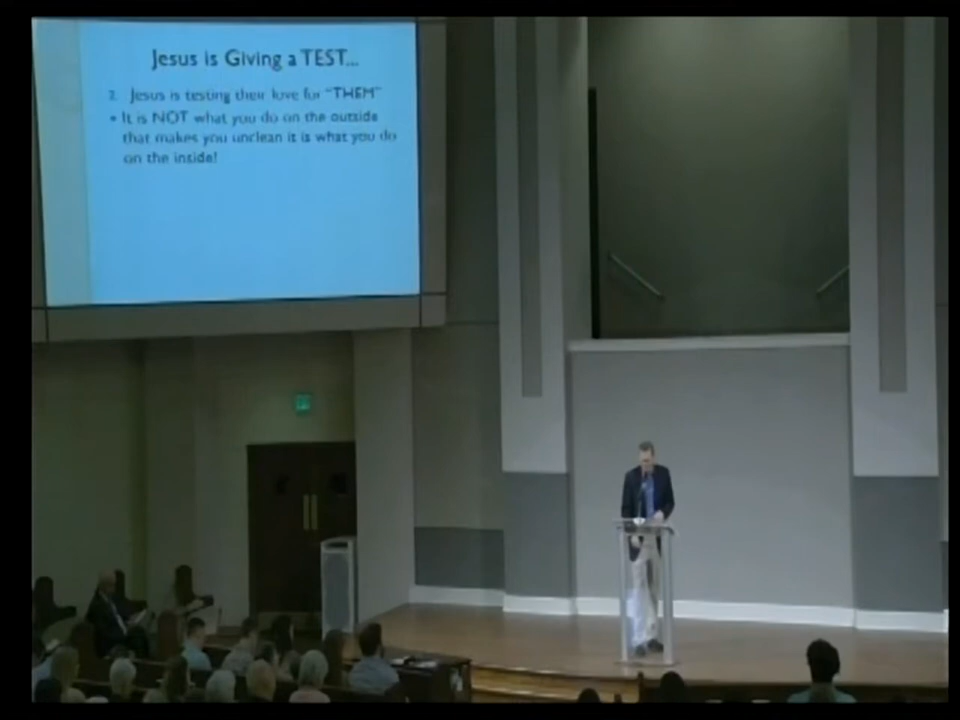 Jesus is Giving a TEST...
2. Jesus is testing their love for "THEM"
• It is NOT what you do on the outside
that makes you unclean it is what you do
on the inside!